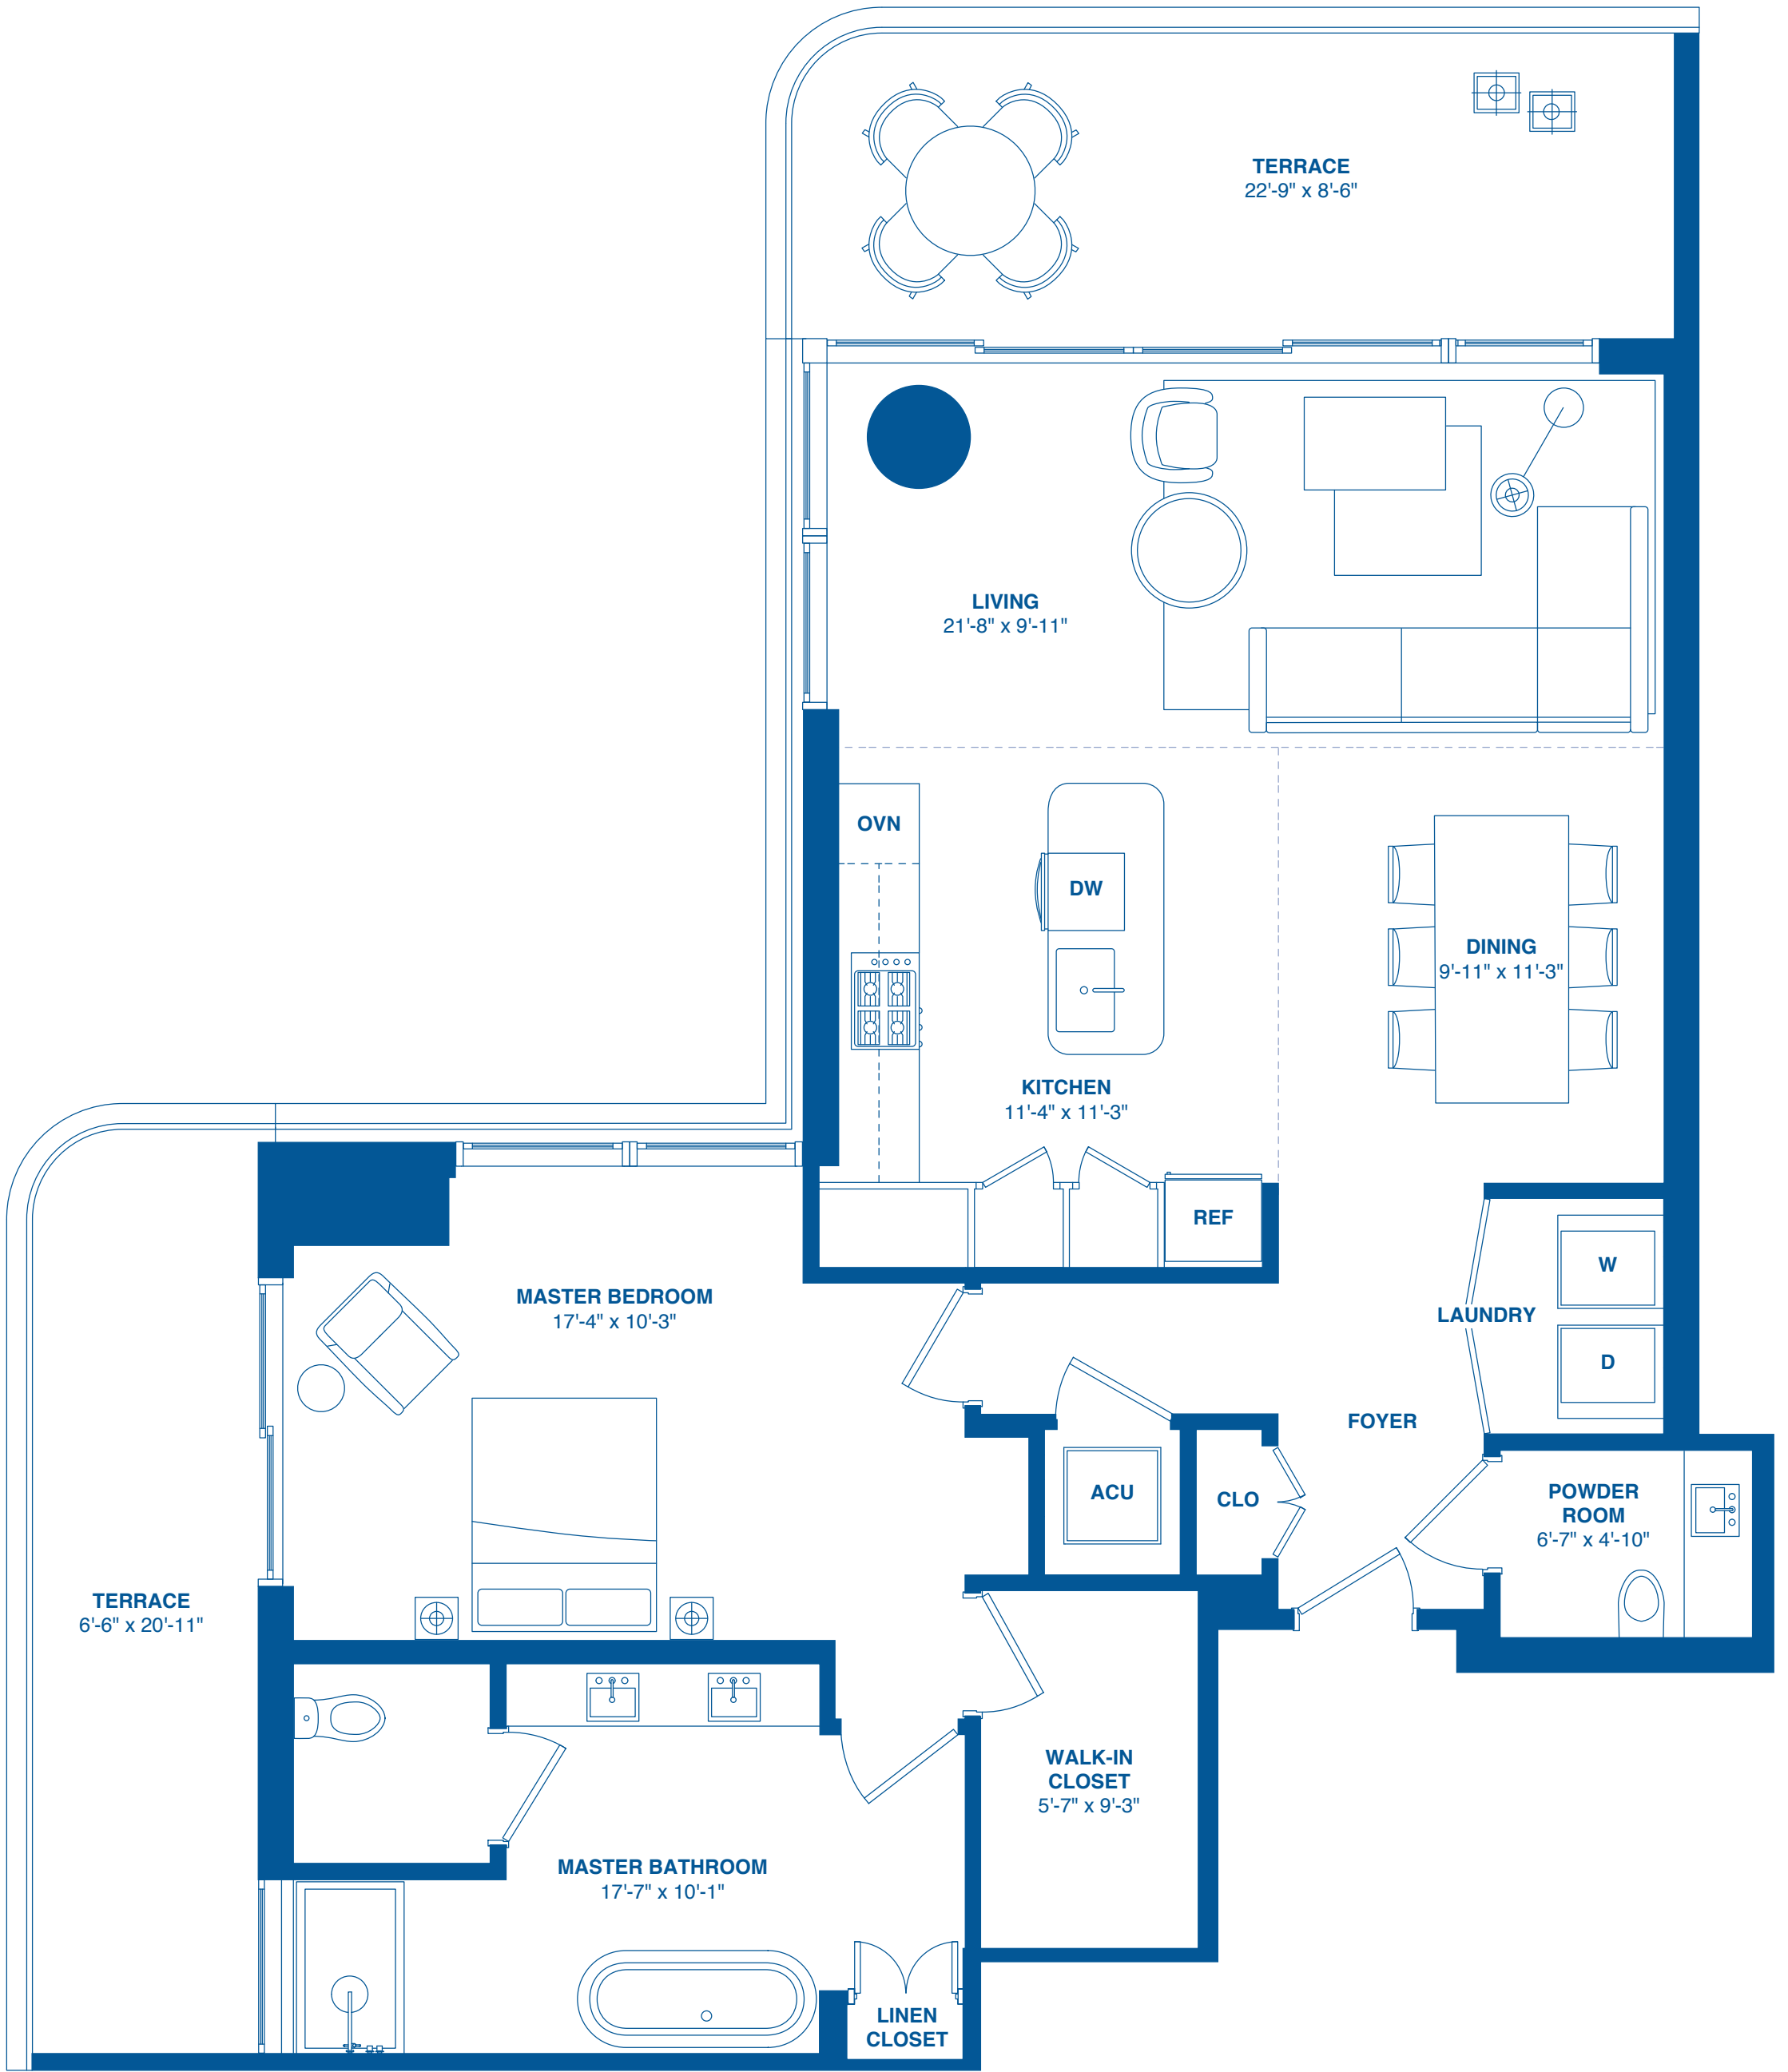 TERRACE
22'-9" x 8'-6"
LIVING
21'-8" x 9'-11"
OVN
DW
DINING
9'-11" x 11'-3"
KITCHEN
11'-4" x 11'-3"
REF
W
LAUNDRY
D
MASTER BEDROOM
17'-4" x 10'-3"
FOYER
ACU
CLO
POWDER
ROOM
6'-7" x 4'-10"
TERRACE
6'-6" x 20'-11"
WALK-IN
CLOSET
5'-7" x 9'-3"
MASTER BATHROOM
17'-7" x 10'-1"
LINEN
CLOSET